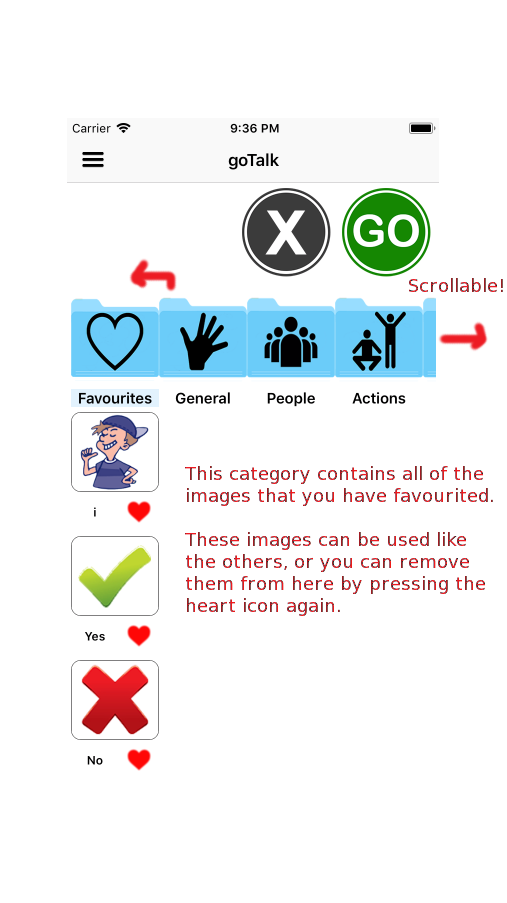 Carrier 9:36 PM
goTalk
X GO
Scrollable!
Favourites General People Actions
i
This category contains all of the
images that you have favourited.
Yes
These images can be used like
the others, or you can remove
them from here by pressing the
heart icon again.
No